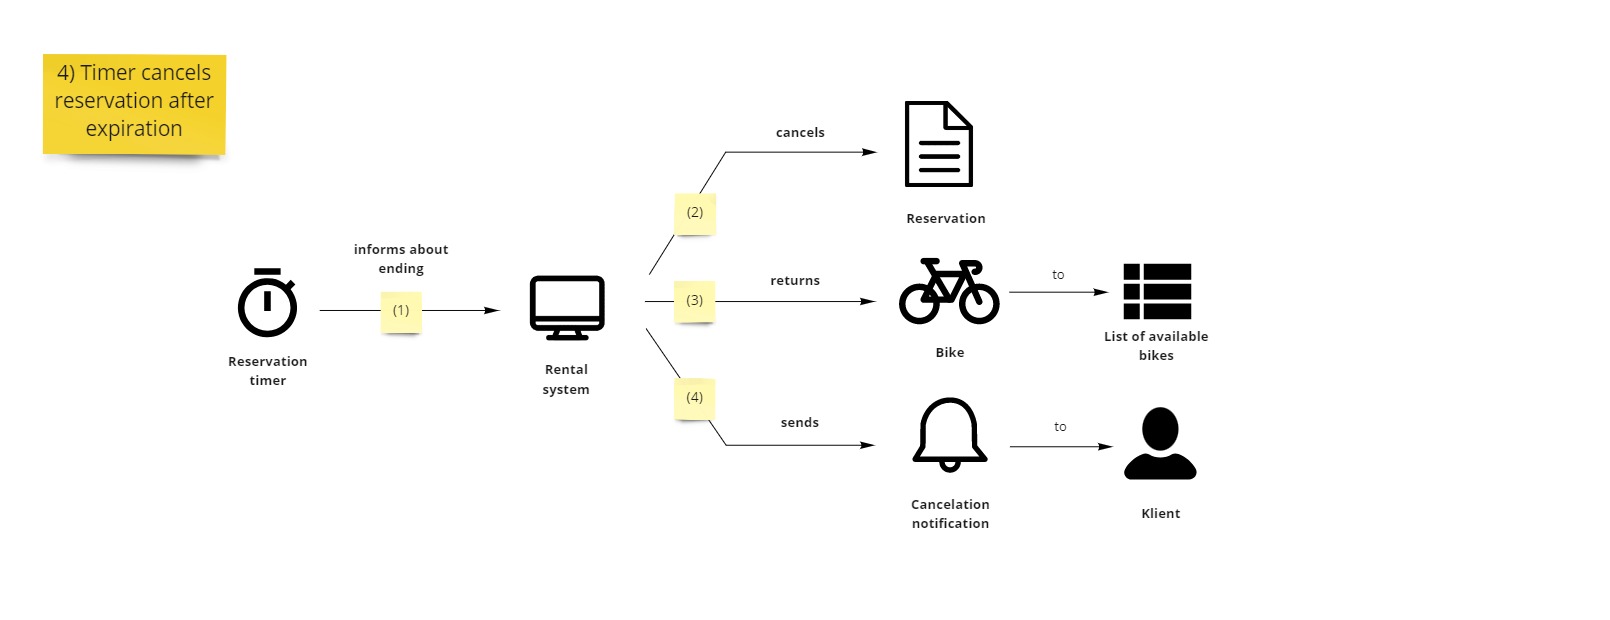 4) Timer cancels
reservation after
expiration
cancels
(2)
Reservation
informs about
ending
(1)
Reservation
timer
Rental
system
returns
(3)
Bike
to
List of available
bikes
(4)
sends
Cancelation
notification
to
Klient